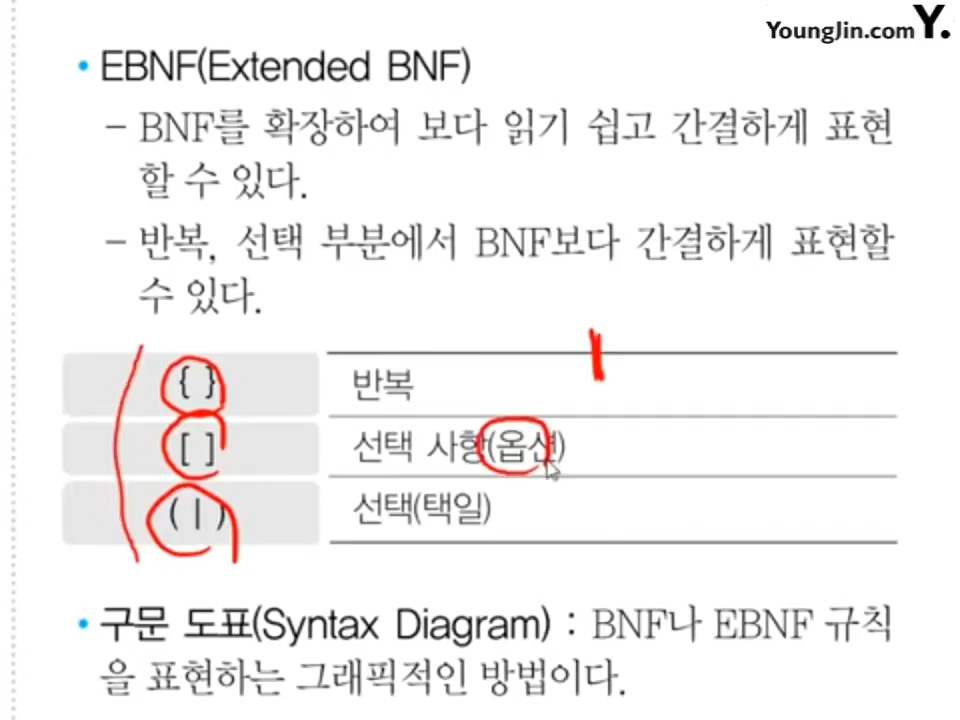 YoungJin.com Y.
• EBNF(Extended BNF)
– BNF를 확장하여 보다 읽기 쉽고 간결하게 표현
할 수 있다.
– 반복, 선택 부분에서 BNF보다 간결하게 표현할
수 있다.
{ } 반복
[ ] 선택 사항(옵션)
( | ) 선택(택일)
• 구문 도표(Syntax Diagram) : BNF나 EBNF 규칙
을 표현하는 그래픽적인 방법이다.